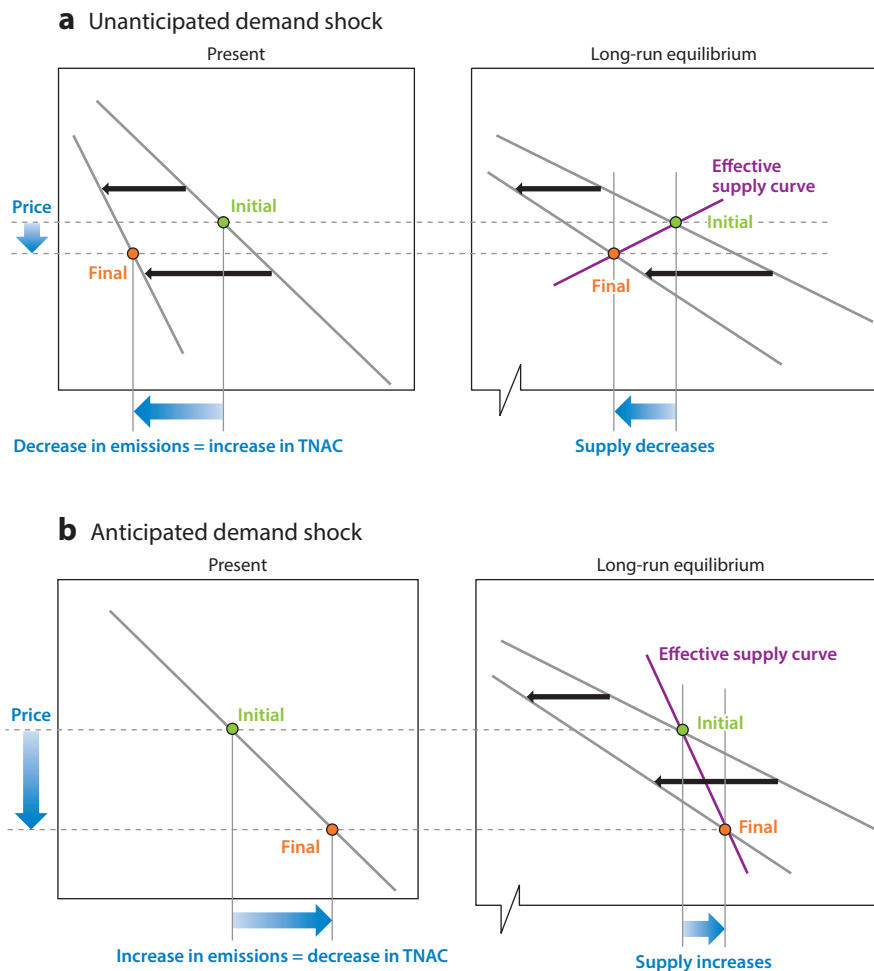 a Unanticipated demand shock
Present
Long-run equilibrium
Effective
supply curve
Price
Initial
Initial
Final
Final
Decrease in emissions = increase in TNAC
Supply decreases
b Anticipated demand shock
Present
Long-run equilibrium
Effective supply curve
Price
Initial
Initial
Final
Final
Increase in emissions = decrease in TNAC
Supply increases